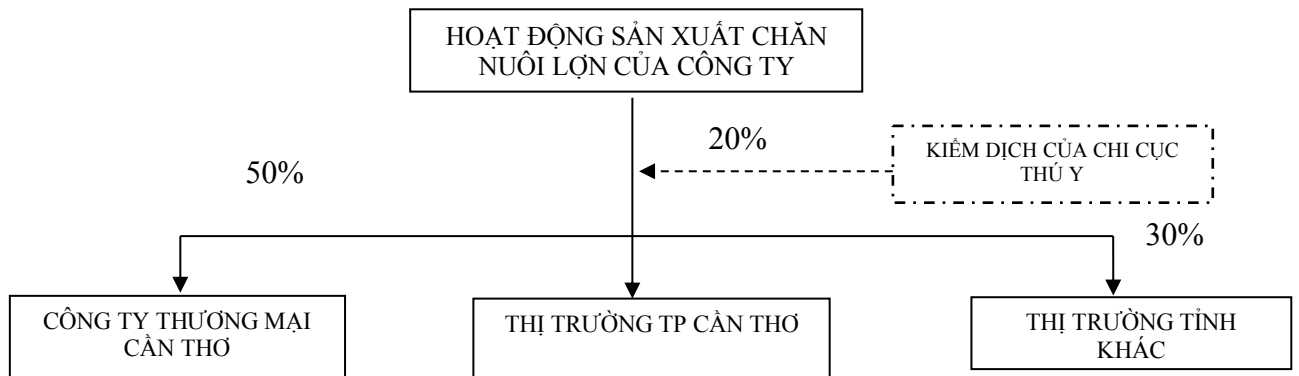 HOẠT ĐỘNG SẢN XUẤT CHĂN
NUÔI LỢN CỦA CÔNG TY
20%
KIỂM DỊCH CỦA CHI CỤC
THÚ Y
50%
30%
CÔNG TY THƯƠNG MẠI
CẦN THƠ
THỊ TRƯỜNG TP CẦN THƠ
THỊ TRƯỜNG TỈNH
KHÁC